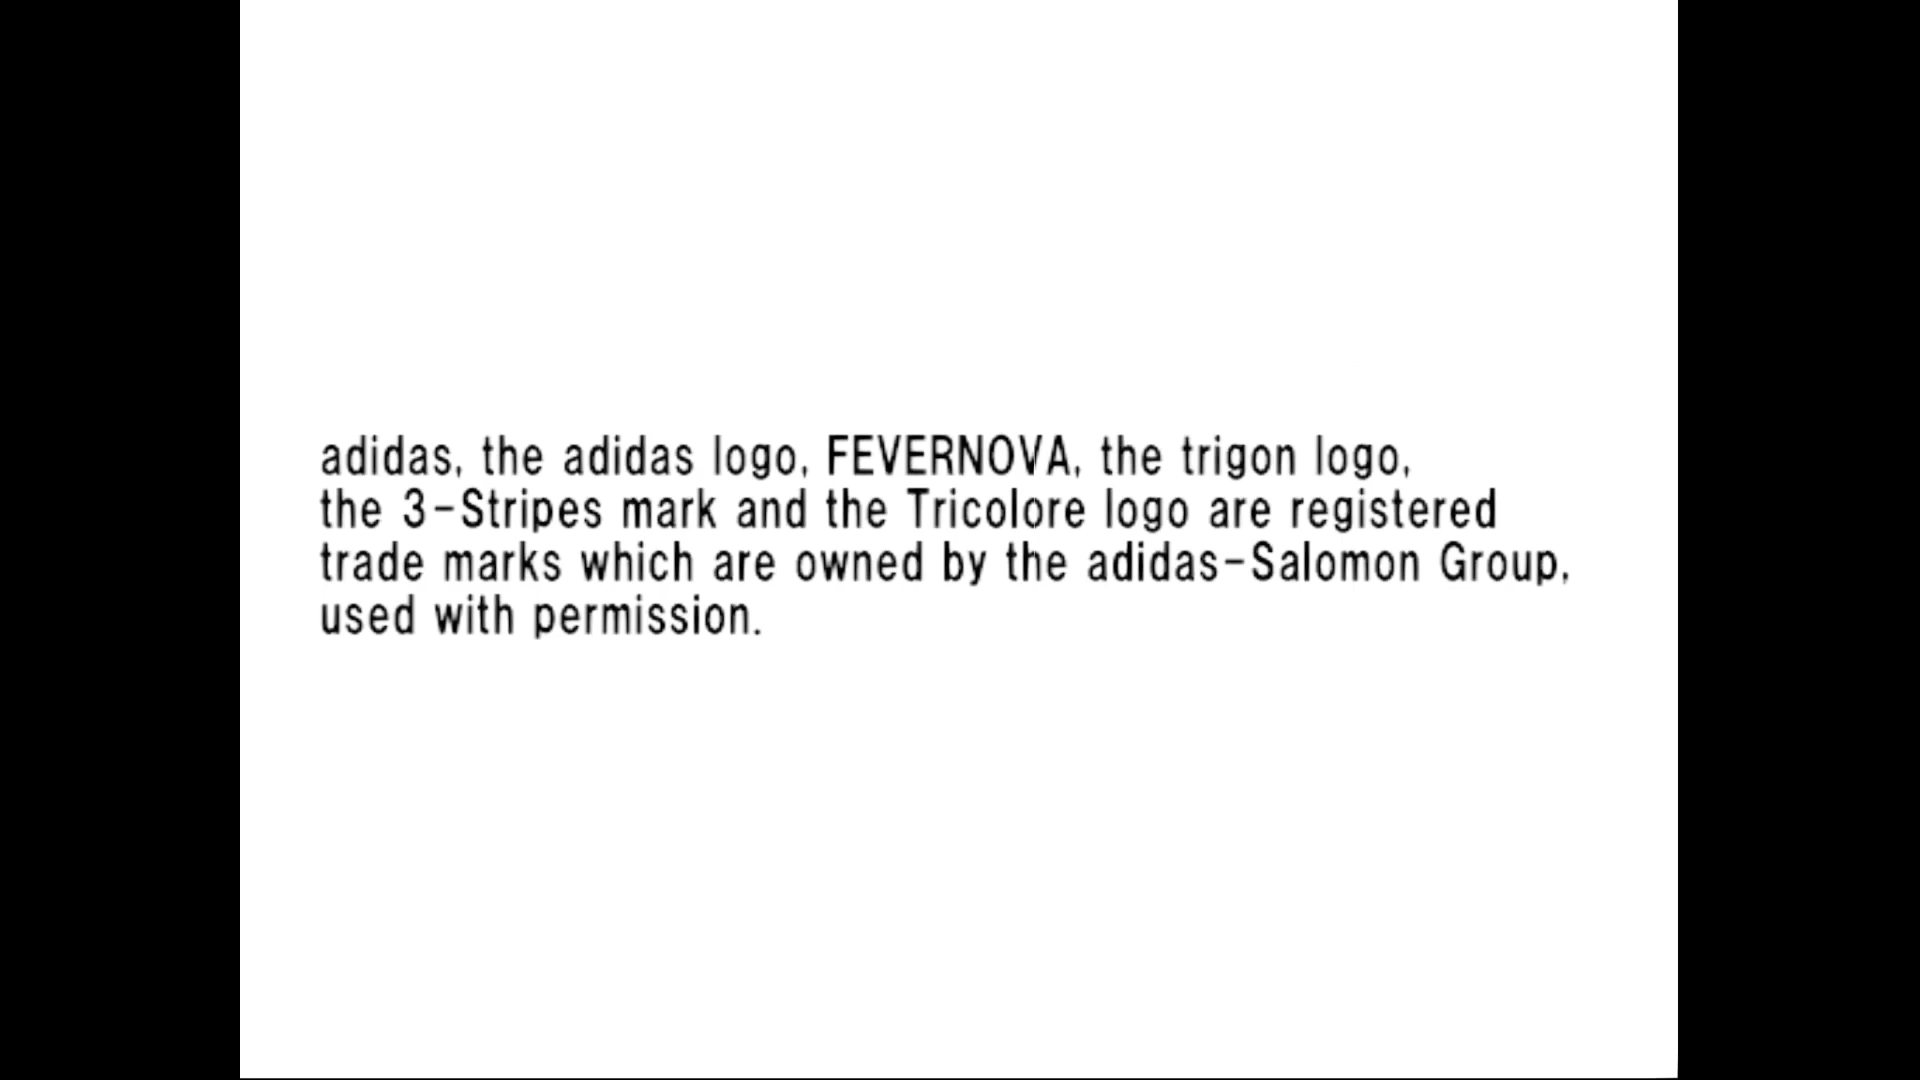 adidas, the adidas logo, FEVERNOVA, the trigon logo,
the 3-Stripes mark and the Tricolore logo are registered
trade marks which are owned by the adidas-Salomon Group,
used with permission.